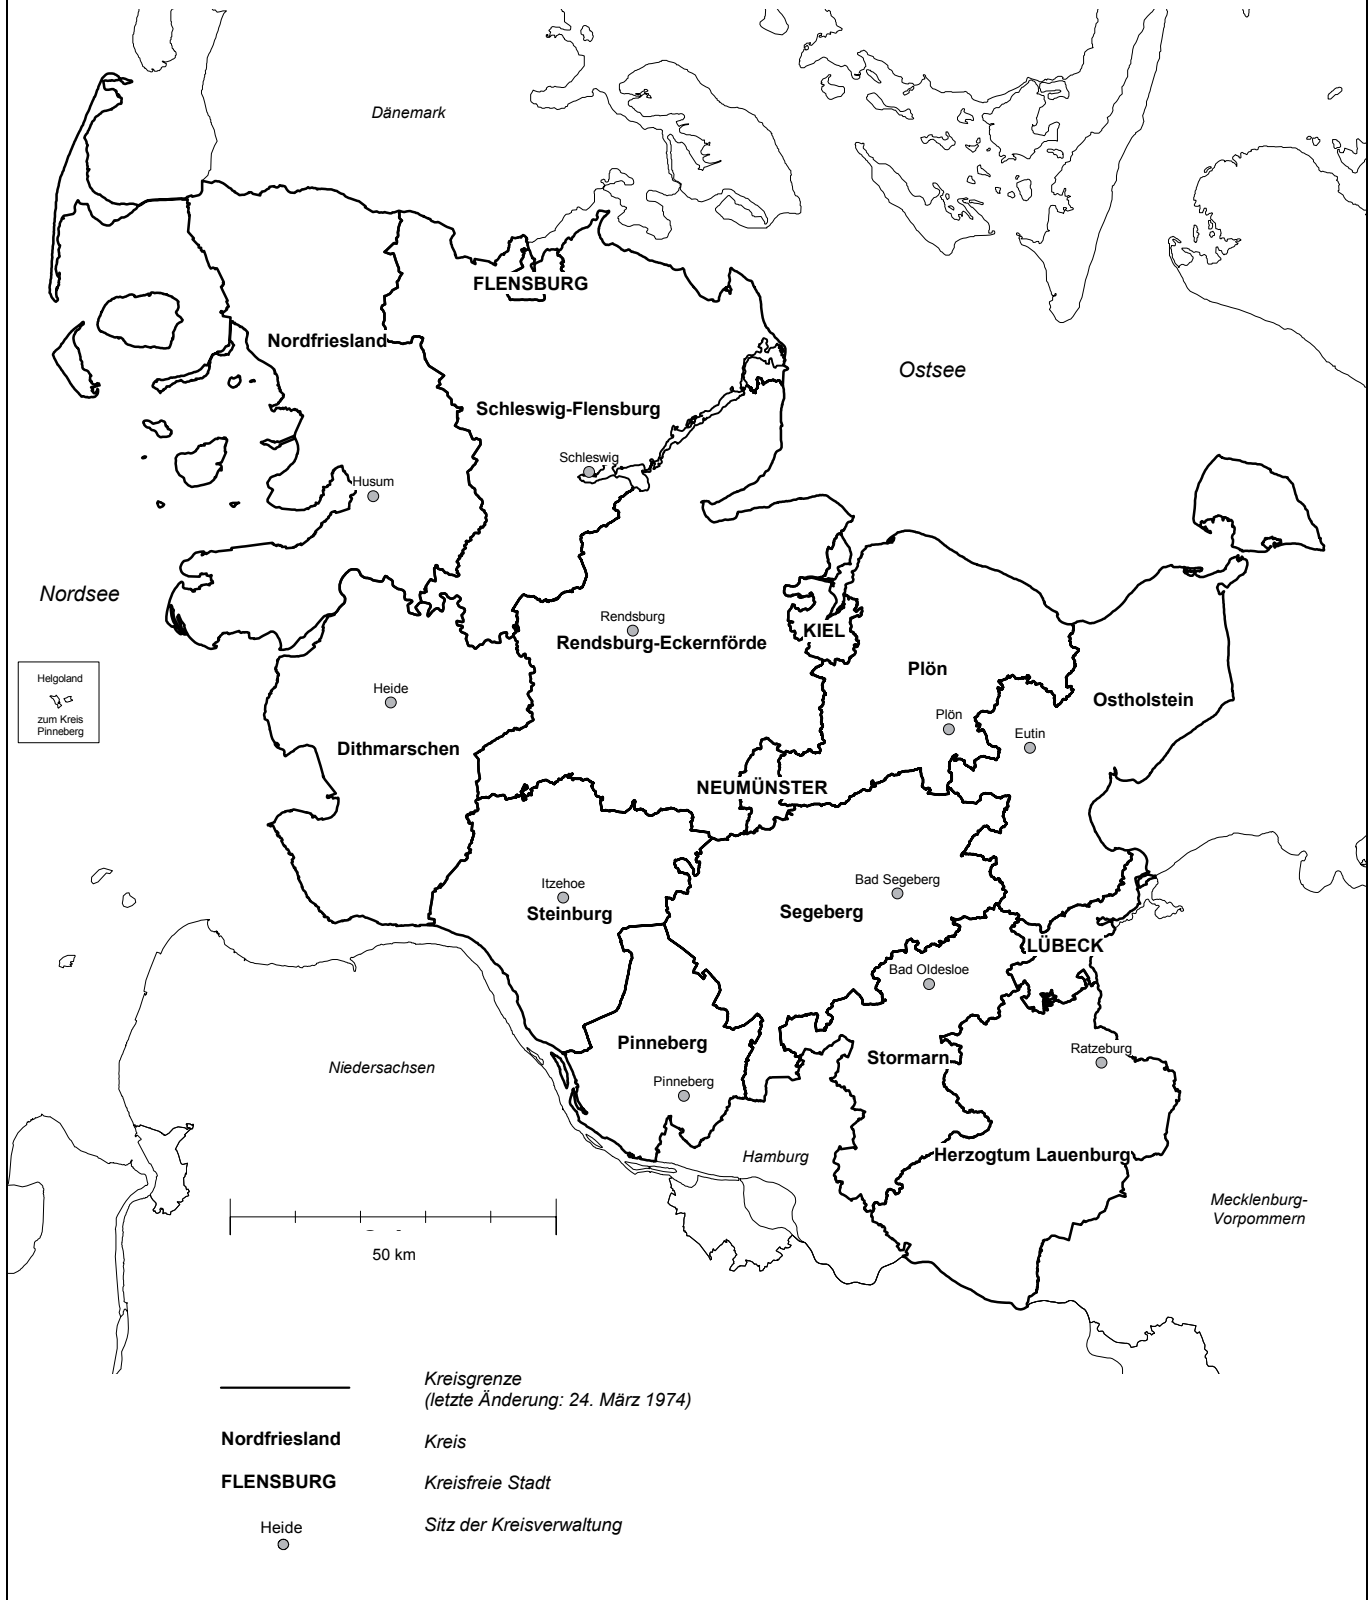 Dänemark
FLENSBURG
Nordfriesland
Ostsee
Schleswig-Flensburg
Schleswig
Husum
Nordsee
Rendsburg
Rendsburg-Eckernförde
KIEL
Helgoland
zum Kreis
Pinneberg
Heide
Plön
Ostholstein
Plön
Eutin
Dithmarschen
NEUMÜNSTER
Itzehoe
Steinburg
Bad Segeberg
Segeberg
LÜBECK
Bad Oldesloe
Pinneberg
Stormarn
Ratzeburg
Niedersachsen
Pinneberg
Hamburg
Herzogtum Lauenburg
Mecklenburg-
Vorpommern
50 km
Kreisgrenze
(letzte Änderung: 24. März 1974)
Nordfriesland
Kreis
FLENSBURG
Kreisfreie Stadt
Heide
Sitz der Kreisverwaltung